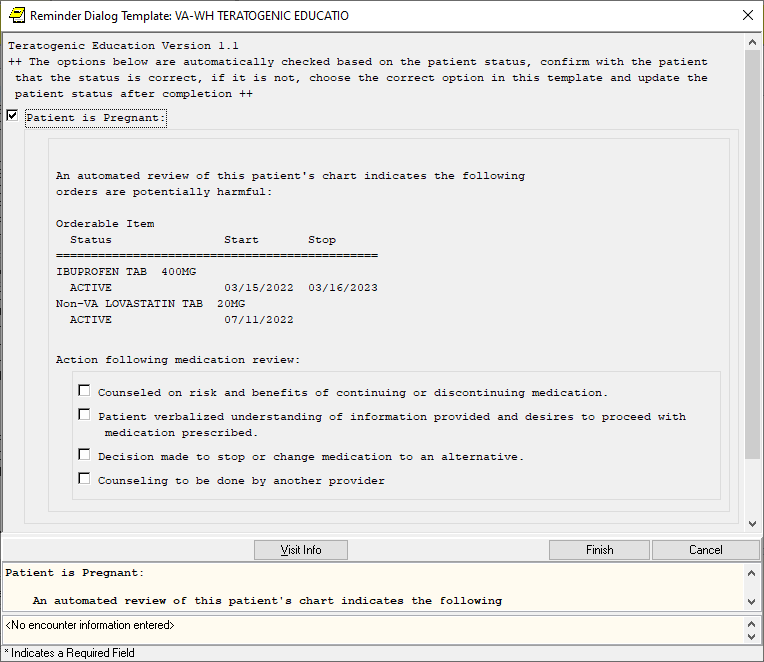 Reminder Dialog Template: VA-WH TERATOGENIC EDUCATIO
Teratogenic Education Version 1.1
++ The options below are automatically checked based on the patient status, confirm with the patient
that the status is correct, if it is not, choose the correct option in this template and update the
patient status after completion ++
Patient is Pregnant:
An automated review of this patient's chart indicates the following
orders are potentially harmful:
Orderable Item
Status Start Stop
==============================================
IBUPROFEN TAB 400MG
ACTIVE 03/15/2022 03/16/2023
Non-VA LOVASTATIN TAB 20MG
ACTIVE 07/11/2022
Action following medication review:
Counseled on risk and benefits of continuing or discontinuing medication.
Patient verbalized understanding of information provided and desires to proceed with
medication prescribed.
Decision made to stop or change medication to an alternative.
Counseling to be done by another provider
Visit Info Finish Cancel
Patient is Pregnant:
An automated review of this patient's chart indicates the following
<No encounter information entered>
* Indicates a Required Field